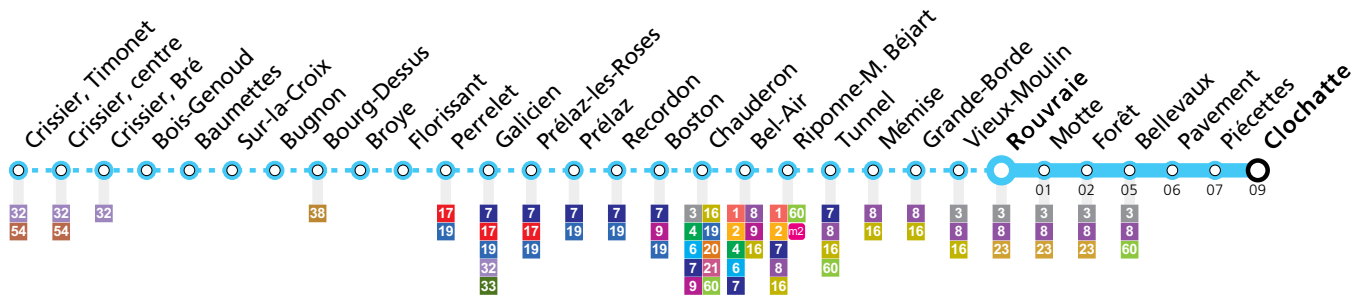 Crissier, Timonet
Crissier, centre
Crissier, Bré
Bois-Genoud
Baumettes
Sur-la-Croix
Bugnon
Bourg-Dessus
Broye
Florissant
Perrelet
Galicien
Prélaz-les-Roses
Prélaz
Recordon
Boston
Chauderon
Bel-Air
Riponne-M. Béjart
Tunnel
Mémise
Grande-Borde
Vieux-Moulin
Rouvraie
Motte
Forêt
Bellevaux
Pavement
Piécettes
Clochatte
01 02 05 06 07 09
32 32 32 38 17 7 7 7 7 7 3 16 1 8 1 60 7 8 8 3 3 3 3 3
54 54 17 19 17 17 19 19 9 4 19 2 9 2 m2 8 16 16 8 8 8 8 8
19 19 19 6 20 4 16 7 16 16 23 23 23 60
32 7 21 6 8 60
33 9 60 7 16